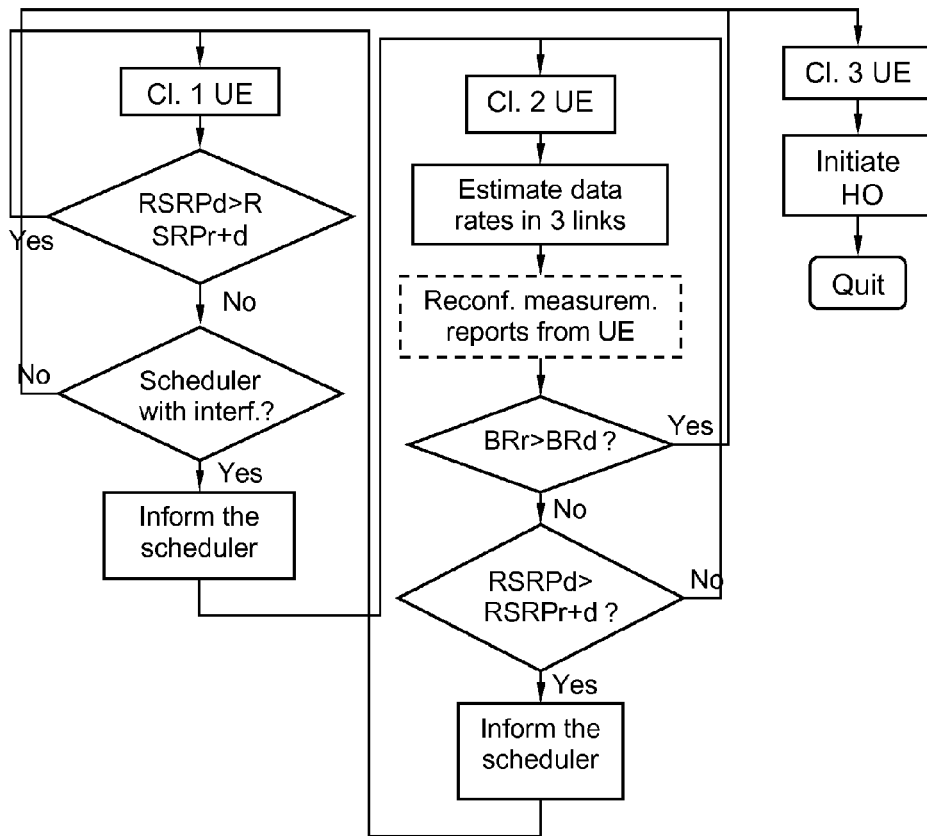 Cl. 1 UE
RSRPd>R
SRPr+d
Yes
No
Scheduler
with interf.?
No
Yes
Inform the
scheduler
Cl. 2 UE
Estimate data
rates in 3 links
Reconf. measurem.
reports from UE
BRr>BRd ?
Yes
No
RSRPd>
RSRPr+d ?
No
Yes
Inform the
scheduler
Cl. 3 UE
Initiate
HO
Quit